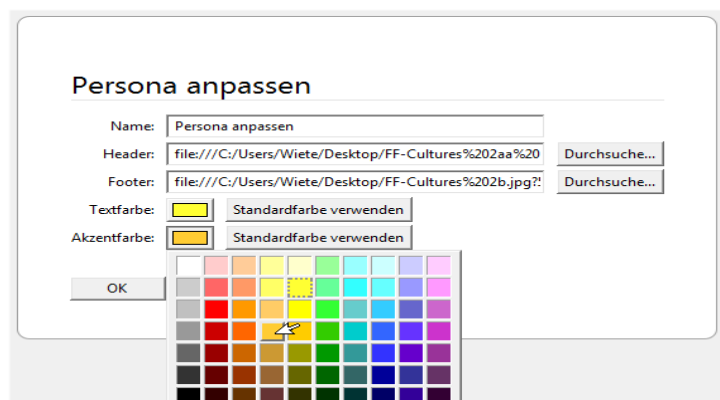 Persona anpassen
Name: Persona anpassen
Header: file:///C:/Users/Wiete/Desktop/FF-Cultures%202aa%20 Durchsuche...
Footer: file:///C:/Users/Wiete/Desktop/FF-Cultures%202b.jpg? Durchsuche...
Textfarbe: Standardfarbe verwenden
Akzentfarbe: Standardfarbe verwenden
OK